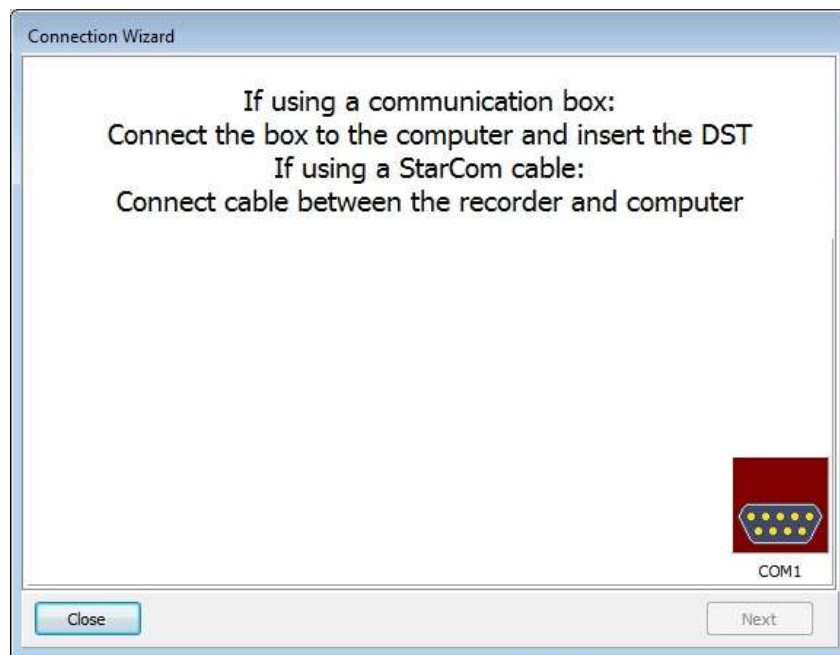 Connection Wizard
If using a communication box:
Connect the box to the computer and insert the DST
If using a StarCom cable:
Connect cable between the recorder and computer
COM1
Close
Next